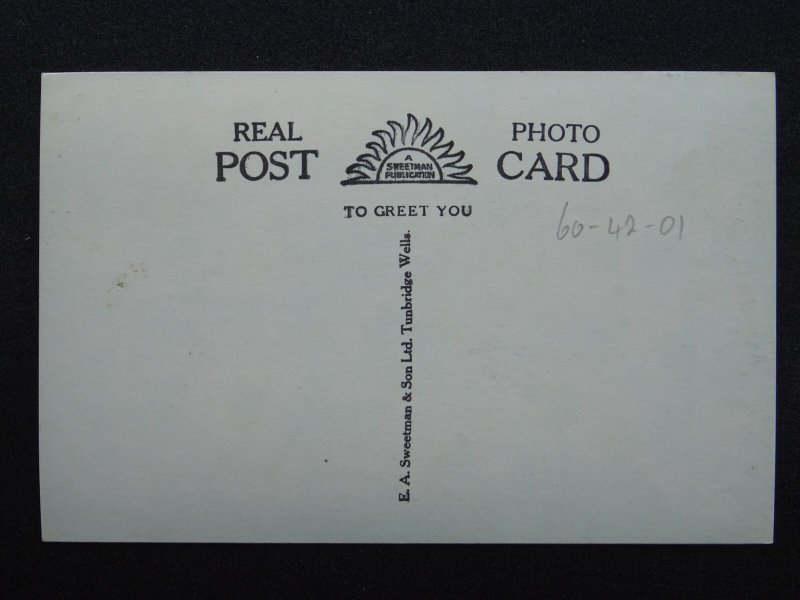 REAL PHOTO
POST CARD
A
SWEETMAN
PUBLICATION
TO GREET YOU
60-42-01
E. A. Sweetman & Son Ltd. Tunbridge Wells.